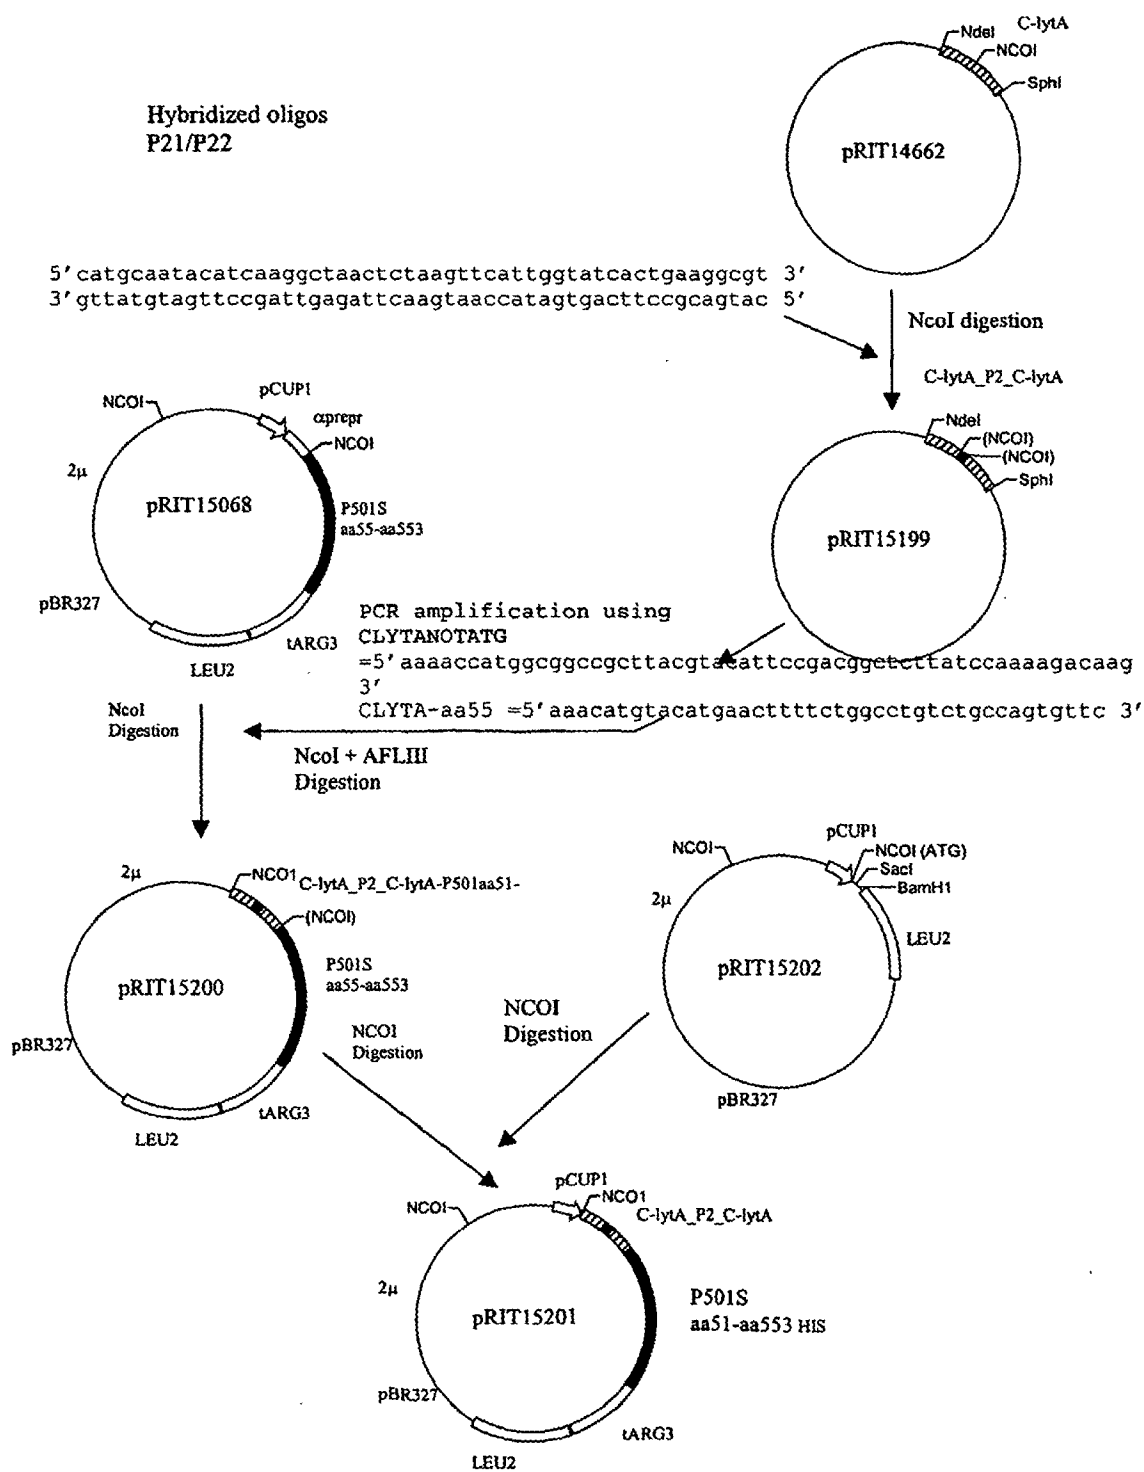 C-lytA
NdeI
NCOI
SphI
Hybridized oligos
P21/P22
pRIT14662
5'catgcaatacatcaaggctaactctaagttcattggtatcactgaaggcgt 3'
3'gttatgtagttccgattgagattcaagtaaccatagtgacttccgcagtac 5'
NcoI digestion
C-lytA_P2_C-lytA
NdeI
(NCOI)
(NCOI)
SphI
pRIT15199
pCUP1
NCOI
αprepr
NCOI
2μ
pRIT15068
P501S
aa55-aa553
pBR327
tARG3
LEU2
PCR amplification using
CLYTANOTATG
=5'aaaaccatggcggccgcttacgtacattccgacggctcttatccaaaagacaag
3'
CLYTA-aa55 =5'aaacatgtacatgaacttttctggcctgtctgccagtgttc 3'
NcoI
Digestion
NcoI + AFLIII
Digestion
2μ
NCO1
C-lytA_P2_C-lytA-P501aa51-
(NCOI)
P501S
aa55-aa553
pRIT15200
pBR327
tARG3
LEU2
NCOI
Digestion
pCUP1
NCOI
NCOI (ATG)
SacI
BamH1
2μ
LEU2
pRIT15202
pBR327
NCOI
Digestion
pCUP1
NCOI
NCO1
C-lytA_P2_C-lytA
2μ
pRIT15201
P501S
aa51-aa553 HIS
pBR327
tARG3
LEU2